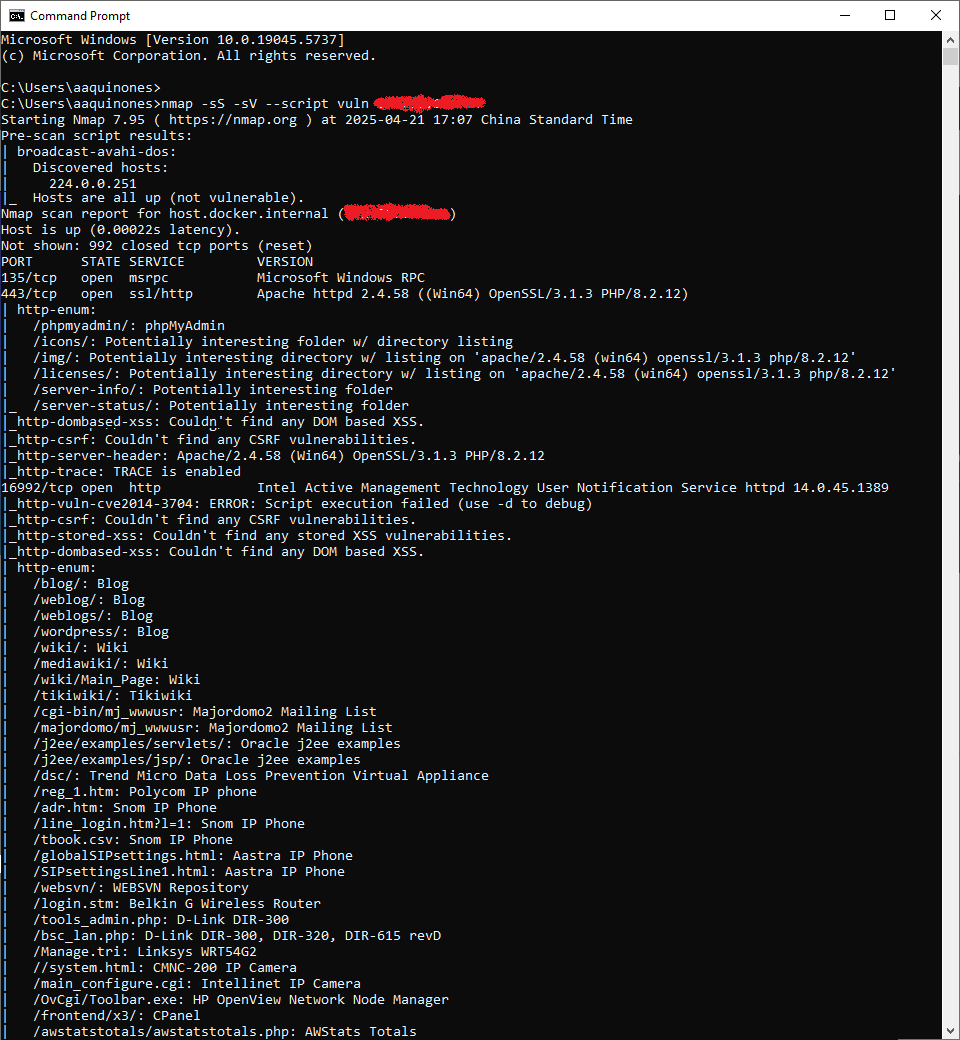 Command Prompt
Microsoft Windows [Version 10.0.19045.5737]
(c) Microsoft Corporation. All rights reserved.
C:\Users\aaquinones>
C:\Users\aaquinones>nmap -sS -sV --script vuln
Starting Nmap 7.95 ( https://nmap.org ) at 2025-04-21 17:07 China Standard Time
Pre-scan script results:
| broadcast-avahi-dos:
|   Discovered hosts:
|     224.0.0.251
|_  Hosts are all up (not vulnerable).
Nmap scan report for host.docker.internal ( )
Host is up (0.00022s latency).
Not shown: 992 closed tcp ports (reset)
PORT      STATE SERVICE         VERSION
135/tcp   open  msrpc           Microsoft Windows RPC
443/tcp   open  ssl/http        Apache httpd 2.4.58 ((Win64) OpenSSL/3.1.3 PHP/8.2.12)
| http-enum:
|   /phpmyadmin/: phpMyAdmin
|   /icons/: Potentially interesting folder w/ directory listing
|   /img/: Potentially interesting directory w/ listing on 'apache/2.4.58 (win64) openssl/3.1.3 php/8.2.12'
|   /licenses/: Potentially interesting directory w/ listing on 'apache/2.4.58 (win64) openssl/3.1.3 php/8.2.12'
|   /server-info/: Potentially interesting folder
|_  /server-status/: Potentially interesting folder
|_http-dombased-xss: Couldn't find any DOM based XSS.
|_http-csrf: Couldn't find any CSRF vulnerabilities.
|_http-server-header: Apache/2.4.58 (Win64) OpenSSL/3.1.3 PHP/8.2.12
|_http-trace: TRACE is enabled
16992/tcp open  http            Intel Active Management Technology User Notification Service httpd 14.0.45.1389
|_http-vuln-cve2014-3704: ERROR: Script execution failed (use -d to debug)
|_http-csrf: Couldn't find any CSRF vulnerabilities.
|_http-stored-xss: Couldn't find any stored XSS vulnerabilities.
|_http-dombased-xss: Couldn't find any DOM based XSS.
| http-enum:
|   /blog/: Blog
|   /weblog/: Blog
|   /weblogs/: Blog
|   /wordpress/: Blog
|   /wiki/: Wiki
|   /mediawiki/: Wiki
|   /wiki/Main_Page: Wiki
|   /tikiwiki/: Tikiwiki
|   /cgi-bin/mj_wwwusr: Majordomo2 Mailing List
|   /majordomo/mj_wwwusr: Majordomo2 Mailing List
|   /j2ee/examples/servlets/: Oracle j2ee examples
|   /j2ee/examples/jsp/: Oracle j2ee examples
|   /dsc/: Trend Micro Data Loss Prevention Virtual Appliance
|   /reg_1.htm: Polycom IP phone
|   /adr.htm: Snom IP Phone
|   /line_login.htm?l=1: Snom IP Phone
|   /tbook.csv: Snom IP Phone
|   /globalSIPsettings.html: Aastra IP Phone
|   /SIPsettingsLine1.html: Aastra IP Phone
|   /websvn/: WEBSVN Repository
|   /login.stm: Belkin G Wireless Router
|   /tools_admin.php: D-Link DIR-300
|   /bsc_lan.php: D-Link DIR-300, DIR-320, DIR-615 revD
|   /Manage.tri: Linksys WRT54G2
|   //system.html: CMNC-200 IP Camera
|   /main_configure.cgi: Intellinet IP Camera
|   /OvCgi/Toolbar.exe: HP OpenView Network Node Manager
|   /frontend/x3/: CPanel
|   /awstatstotals/awstatstotals.php: AWStats Totals